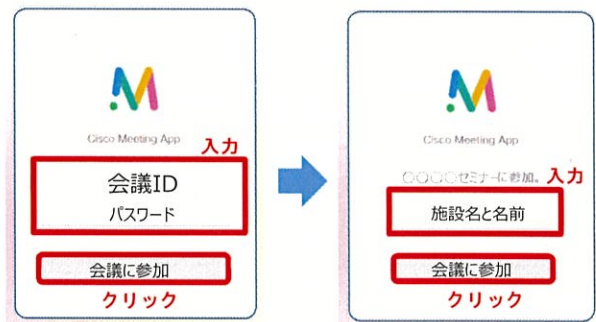 Cisco Meeting App
入力
会議ID
パスワード
会議に参加
クリック
Cisco Meeting App
○○○○セミナーに参加。
入力
施設名と名前
会議に参加
クリック